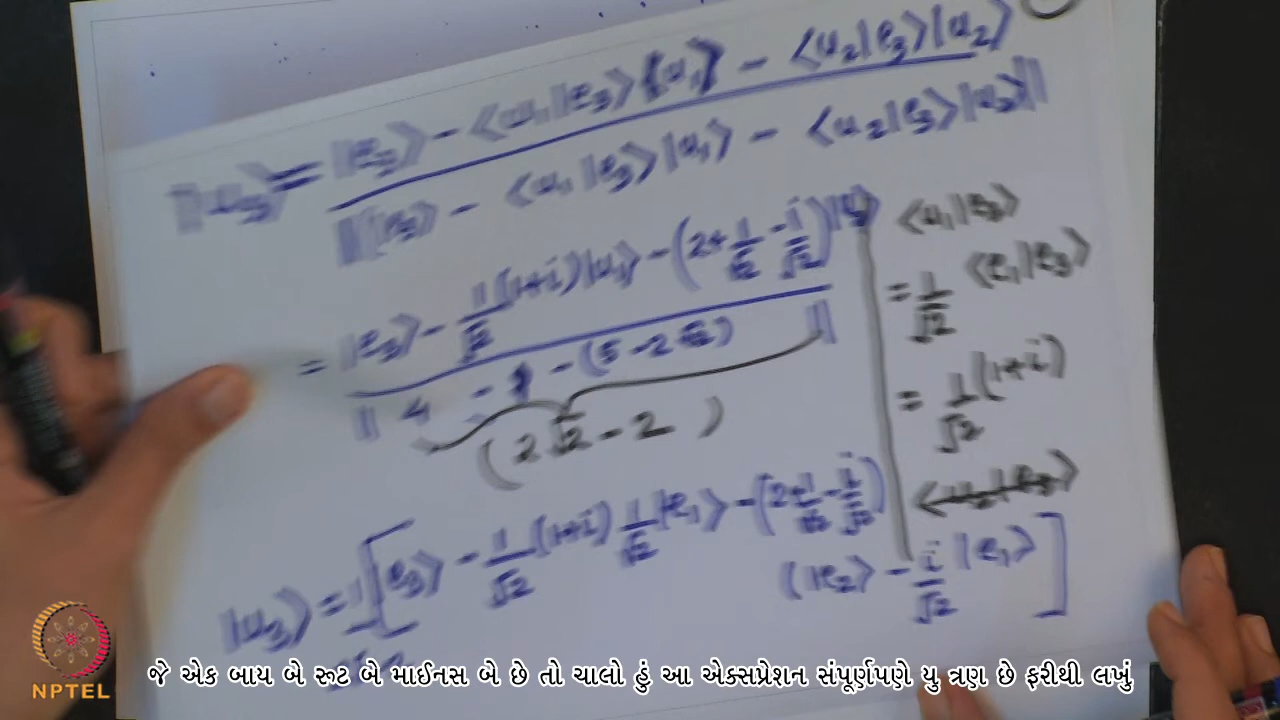 |u₃⟩ = |e₃⟩ - ⟨u₁|e₃⟩|u₁⟩ - ⟨u₂|e₃⟩|u₂⟩
|| |e₃⟩ - ⟨u₁|e₃⟩|u₁⟩ - ⟨u₂|e₃⟩|u₂⟩ ||
⟨u₁|e₃⟩
= |e₃⟩ - 1/√2 (1+i)|u₁⟩ - (2+1/√2 - i/√2)
= 1/√2 ⟨e₁|e₃⟩
|| 4 - - (5-2√2) ||
= 1/√2 (1+i)
(2√2-2)
|u₃⟩ = [|e₃⟩ - 1/√2 (1+i) 1/√2 |e₁⟩ - (2+1/√2 - i/√2)
(|e₂⟩ - i/√2 |e₁⟩ ]
NPTEL
જે એક બાય બે રૂટ બે માઈનસ બે છે તો ચાલો હું આ એક્સપ્રેશન સંપૂર્ણપણે યુ ત્રણ છે ફરીથી લખું